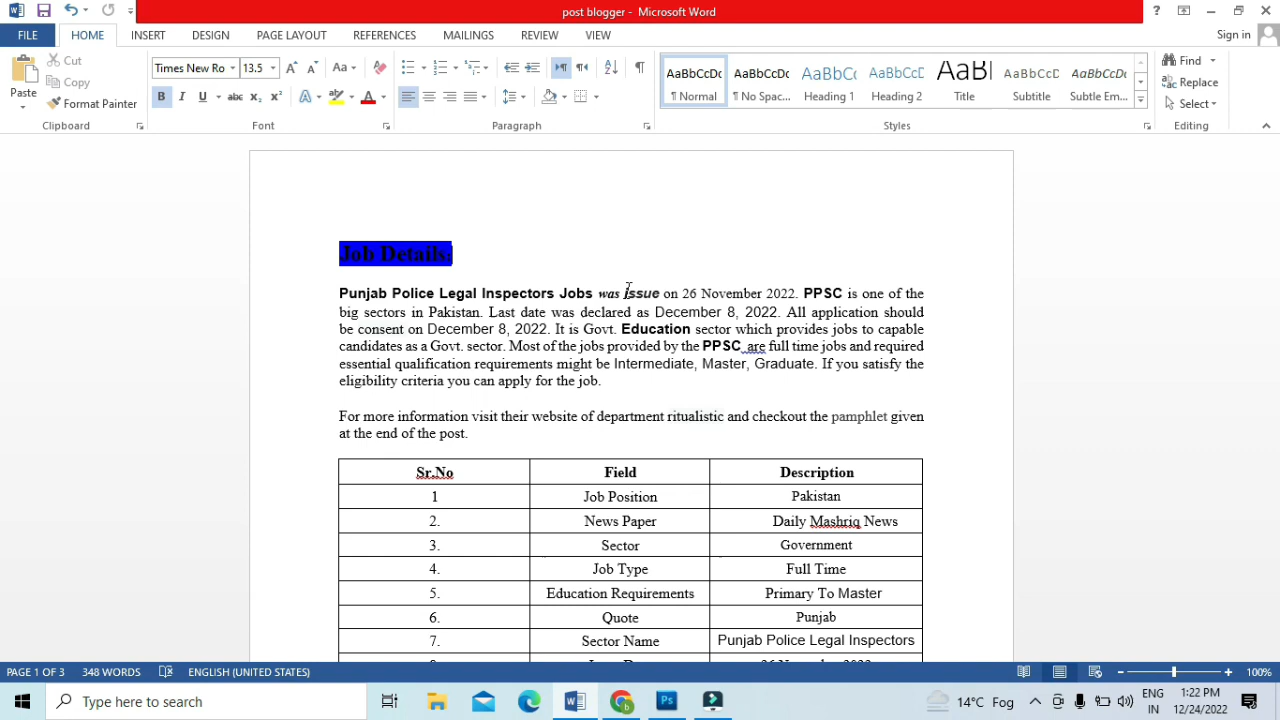 post blogger - Microsoft Word
?
FILE HOME INSERT DESIGN PAGE LAYOUT REFERENCES MAILINGS REVIEW VIEW Sign in
Cut Times New Ro 13.5 Aa AaBbCcDc AaBbCcDc AaBbC AaBbCcD AaB AaBbCcD AaBbCcD Find
Copy Replace
Paste Format Painter B I U abc x₂ x² A A ¶ Normal ¶ No Spac... Heading 1 Heading 2 Title Subtitle Subtle Em... Select
Clipboard Font Paragraph Styles Editing
Job Details:
Punjab Police Legal Inspectors Jobs was issue on 26 November 2022. PPSC is one of the
big sectors in Pakistan. Last date was declared as December 8, 2022. All application should
be consent on December 8, 2022. It is Govt. Education sector which provides jobs to capable
candidates as a Govt. sector. Most of the jobs provided by the PPSC are full time jobs and required
essential qualification requirements might be Intermediate, Master, Graduate. If you satisfy the
eligibility criteria you can apply for the job.
For more information visit their website of department ritualistic and checkout the pamphlet given
at the end of the post.
Sr.No Field Description
1 Job Position Pakistan
2. News Paper Daily Mashriq News
3. Sector Government
4. Job Type Full Time
5. Education Requirements Primary To Master
6. Quote Punjab
7. Sector Name Punjab Police Legal Inspectors
PAGE 1 OF 3 348 WORDS ENGLISH (UNITED STATES) 100%
Type here to search 14°C Fog ENG IN 1:22 PM 12/24/2022